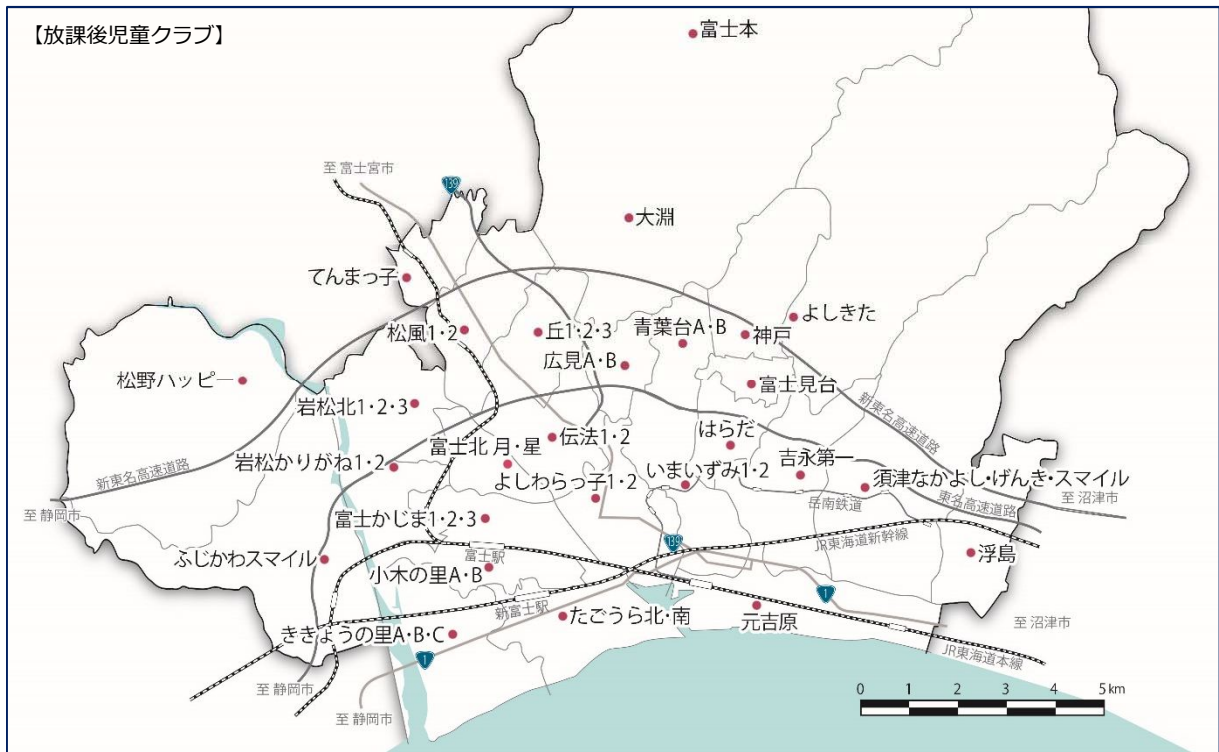 【放課後児童クラブ】
富士本
至 富士宮市
139
大淵
てんまっ子
よしきた
松風1・2
丘1・2・3
青葉台A・B
神戸
広見A・B
松野ハッピー
富士見台
岩松北1・2・3
新東名高速道路
はらだ
伝法1・2
富士北 月・星
吉永第一
岩松かりがね1・2
いまいずみ1・2
須津なかよし・げんき・スマイル
新東名高速道路
よしわらっ子1・2
至 沼津市
岳南鉄道
東名高速道路
至 静岡市
富士かじま1・2・3
139
JR東海道新幹線
富士駅
ふじかわスマイル
浮島
小木の里A・B
1
新富士駅
たごうら北・南
元吉原
至 沼津市
ききょうの里A・B・C
JR東海道本線
1
至 静岡市
至 静岡市
0 1 2 3 4 5km